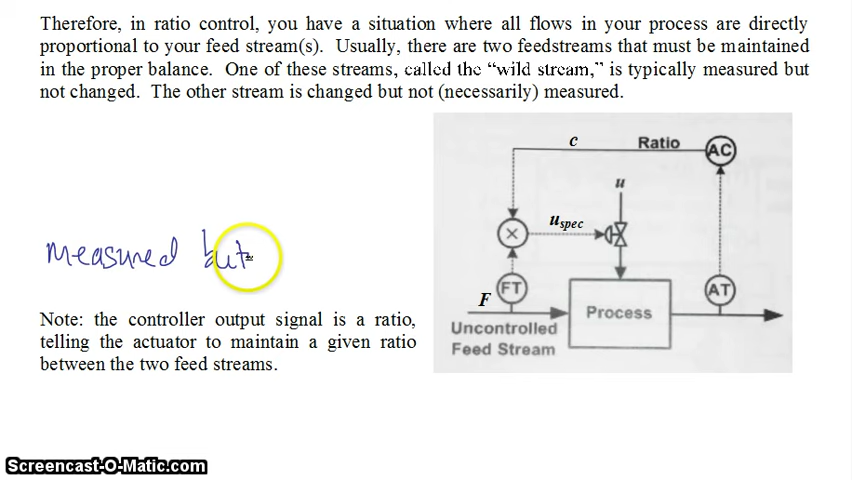 Therefore, in ratio control, you have a situation where all flows in your process are directly
proportional to your feed stream(s). Usually, there are two feedstreams that must be maintained
in the proper balance. One of these streams, called the “wild stream,” is typically measured but
not changed. The other stream is changed but not (necessarily) measured.
c
Ratio
AC
u
u_spec
×
measured but
FT
AT
F
Process
Uncontrolled
Feed Stream
Note: the controller output signal is a ratio,
telling the actuator to maintain a given ratio
between the two feed streams.
Screencast-O-Matic.com